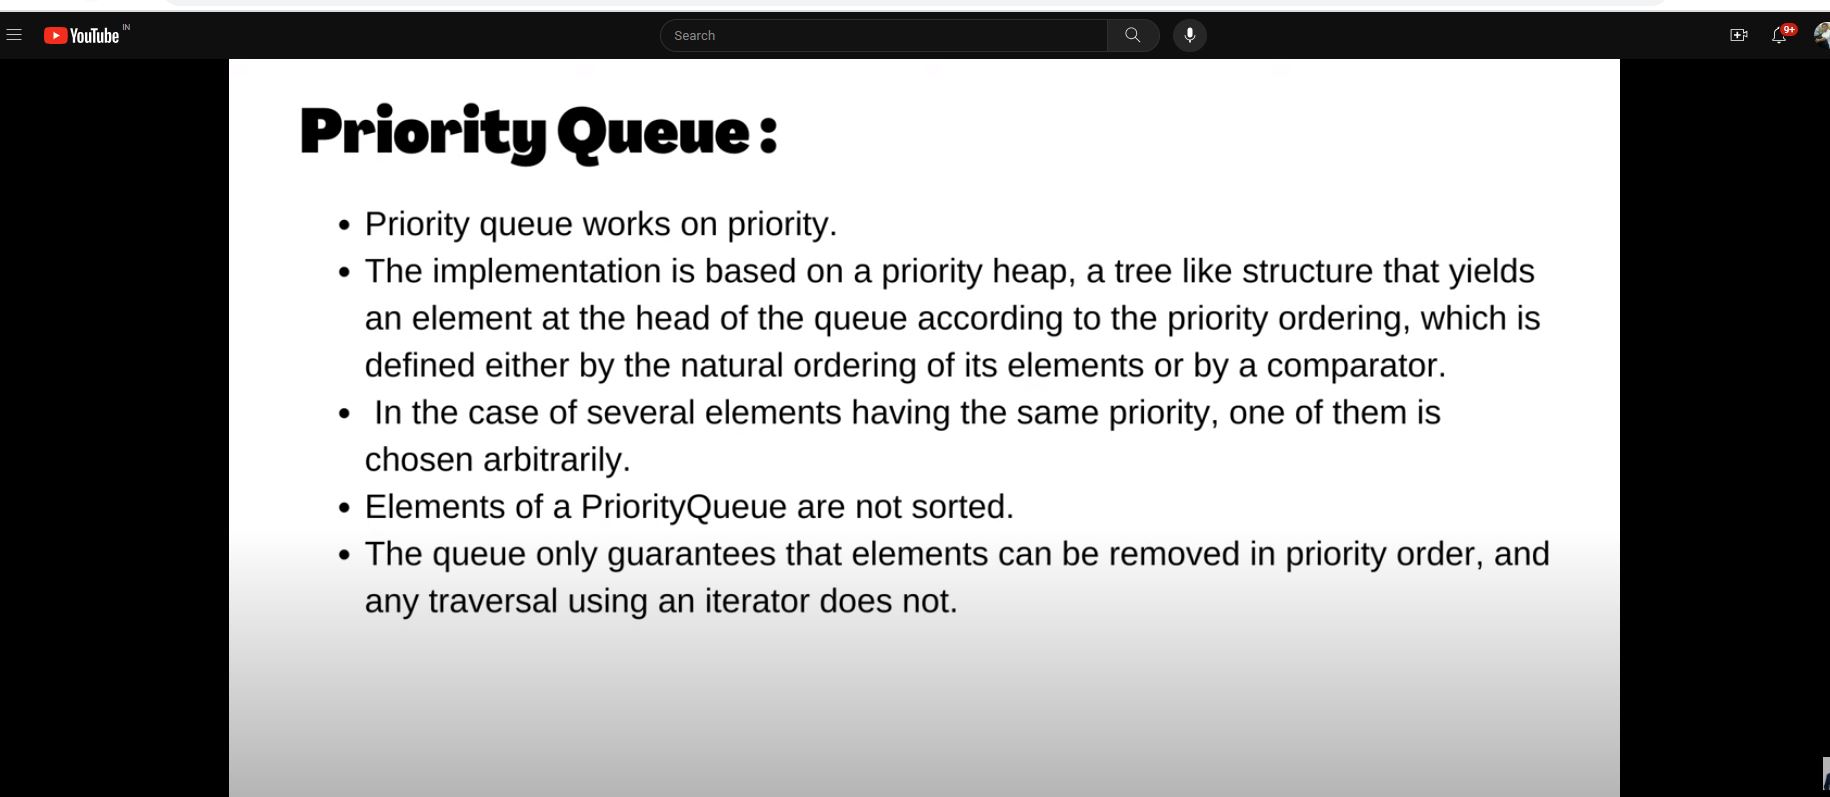 YouTube IN
Search
9+
Priority Queue :
• Priority queue works on priority.
• The implementation is based on a priority heap, a tree like structure that yields
an element at the head of the queue according to the priority ordering, which is
defined either by the natural ordering of its elements or by a comparator.
• In the case of several elements having the same priority, one of them is
chosen arbitrarily.
• Elements of a PriorityQueue are not sorted.
• The queue only guarantees that elements can be removed in priority order, and
any traversal using an iterator does not.